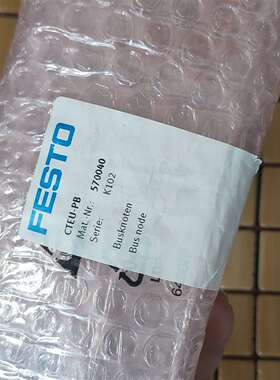 FESTO
CTEU-PB
Mat. Nr.: 570040
Serie: K102
Busknoten
Bus node